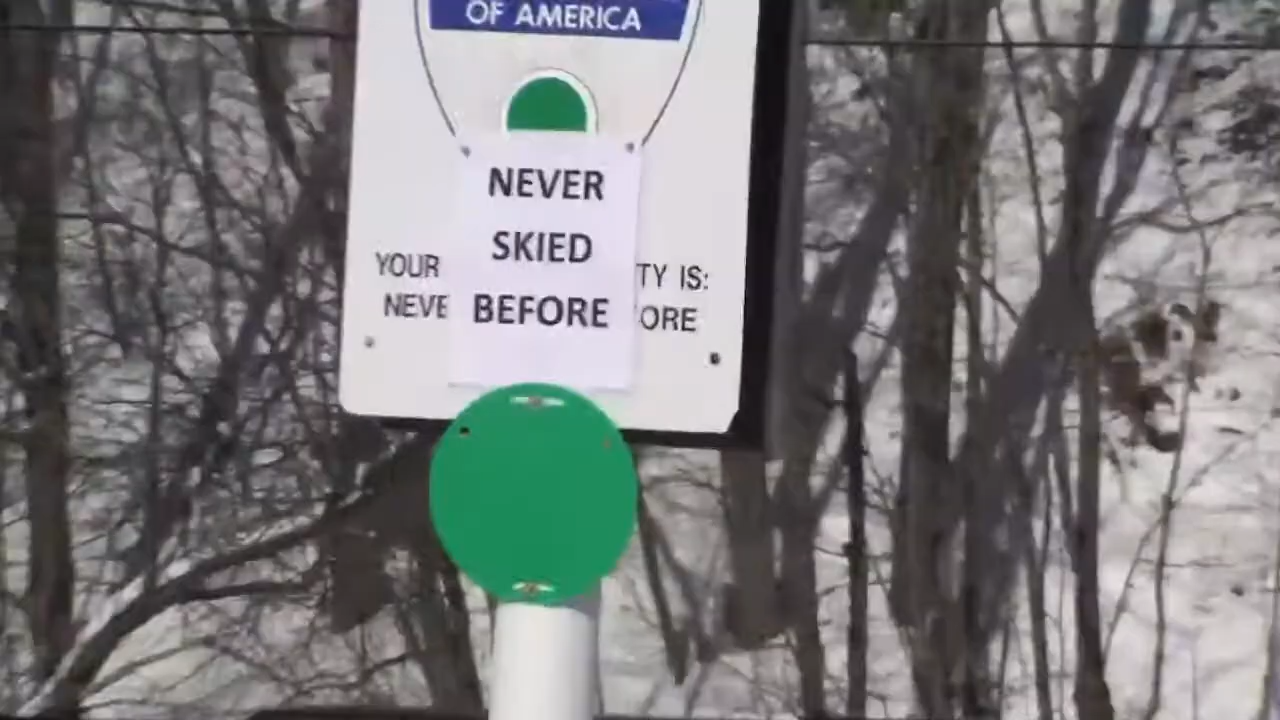 OF AMERICA
NEVER
SKIED
BEFORE
YOUR TY IS:
NEVE ORE